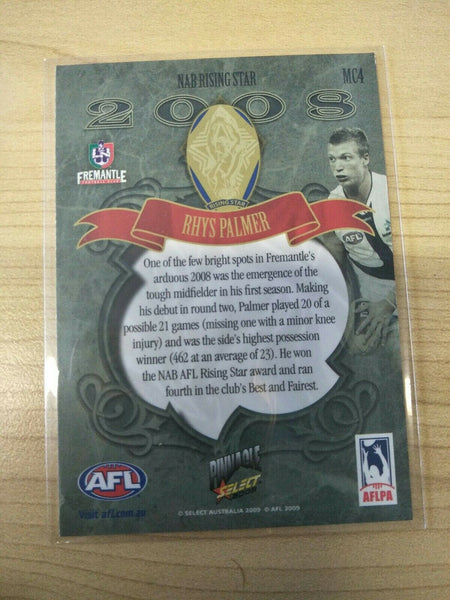 NAB RISING STAR
MC4
2008
FREMANTLE
FOOTBALL CLUB
RISING STAR
AFL
RHYS PALMER
One of the few bright spots in Fremantle's
arduous 2008 was the emergence of the
tough midfielder in his first season. Making
his debut in round two, Palmer played 20 of a
possible 21 games (missing one with a minor knee
injury) and was the side's highest possession
winner (462 at an average of 23). He won
the NAB AFL Rising Star award and ran
fourth in the club's Best and Fairest.
AFL
visit afl.com.au
PINNACLE
SELECT
© SELECT AUSTRALIA 2009 © AFL 2009
AFLPA